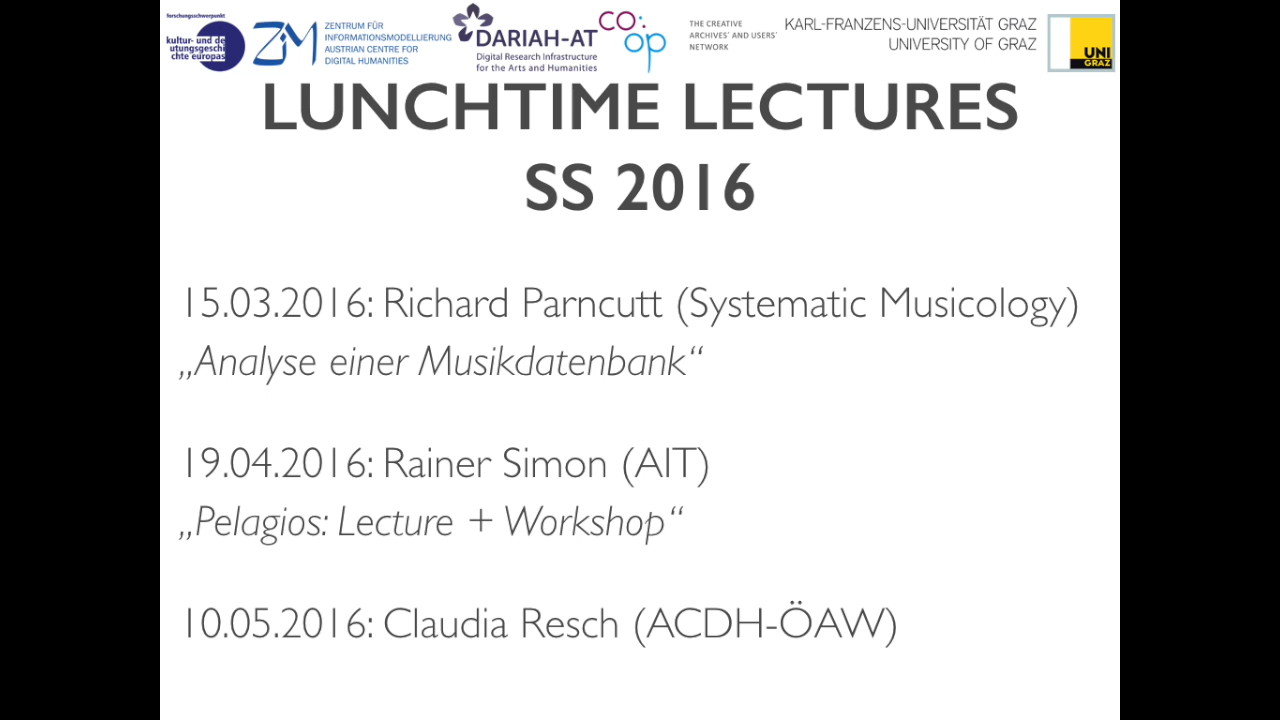 forschungsschwerpunkt
kultur- und de
utungsgeschi
chte europas
ZIM
ZENTRUM FÜR
INFORMATIONSMODELLIERUNG
AUSTRIAN CENTRE FOR
DIGITAL HUMANITIES
DARIAH-AT
Digital Research Infrastructure
for the Arts and Humanities
CO:
OP
THE CREATIVE
ARCHIVES' AND USERS'
NETWORK
KARL-FRANZENS-UNIVERSITÄT GRAZ
UNIVERSITY OF GRAZ
UNI
GRAZ
LUNCHTIME LECTURES
SS 2016
15.03.2016: Richard Parncutt (Systematic Musicology)
„Analyse einer Musikdatenbank“
19.04.2016: Rainer Simon (AIT)
„Pelagios: Lecture + Workshop“
10.05.2016: Claudia Resch (ACDH-ÖAW)